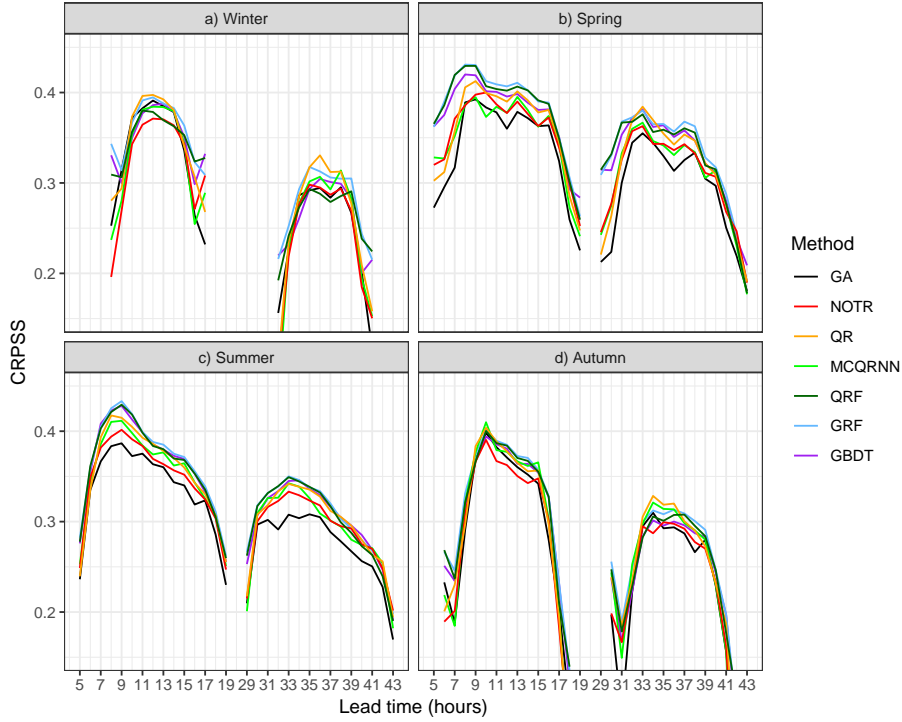 a) Winter
b) Spring
0.4
0.3
0.2
CRPSS
c) Summer
d) Autumn
0.4
0.3
0.2
5 7 9 11 13 15 17 19 29 31 33 35 37 39 41 43
5 7 9 11 13 15 17 19 29 31 33 35 37 39 41 43
Lead time (hours)
Method
GA
NOTR
QR
MCQRNN
QRF
GRF
GBDT